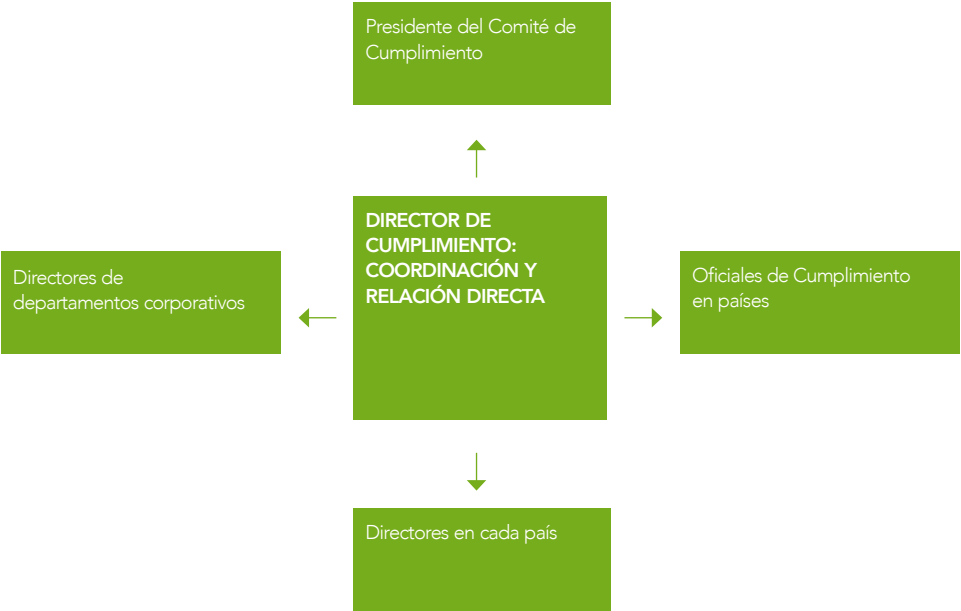 Presidente del Comité de
Cumplimiento
DIRECTOR DE
CUMPLIMIENTO:
COORDINACIÓN Y
RELACIÓN DIRECTA
Directores de
departamentos corporativos
Oficiales de Cumplimiento
en países
Directores en cada país